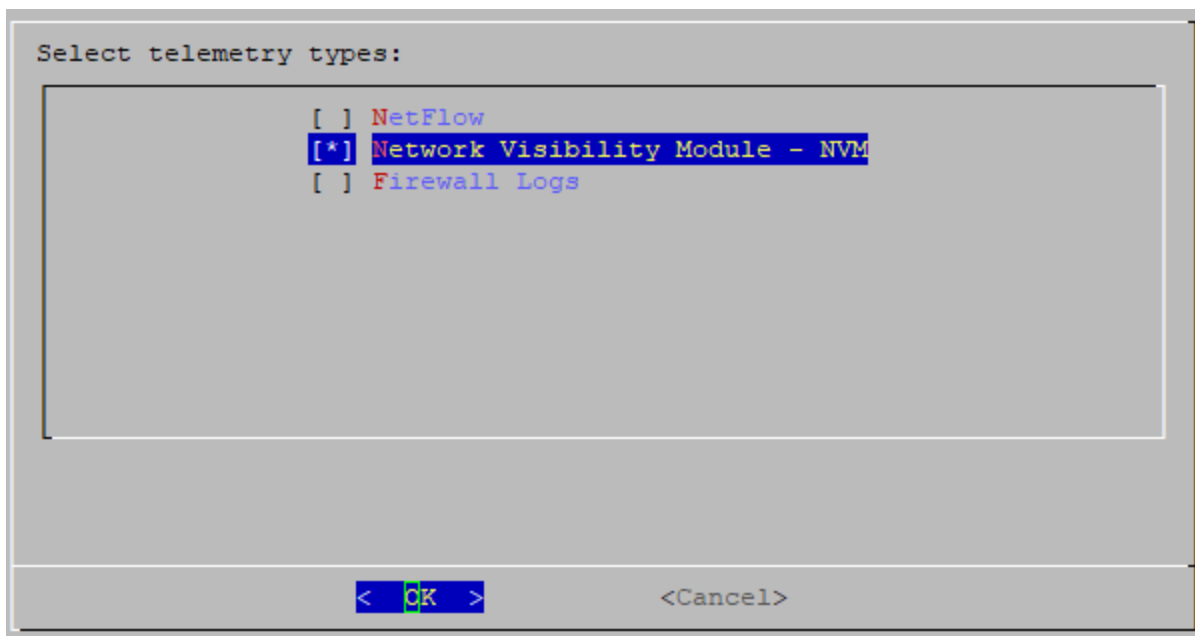 Select telemetry types:
[ ] NetFlow
[*] Network Visibility Module - NVM
[ ] Firewall Logs
< OK > <Cancel>